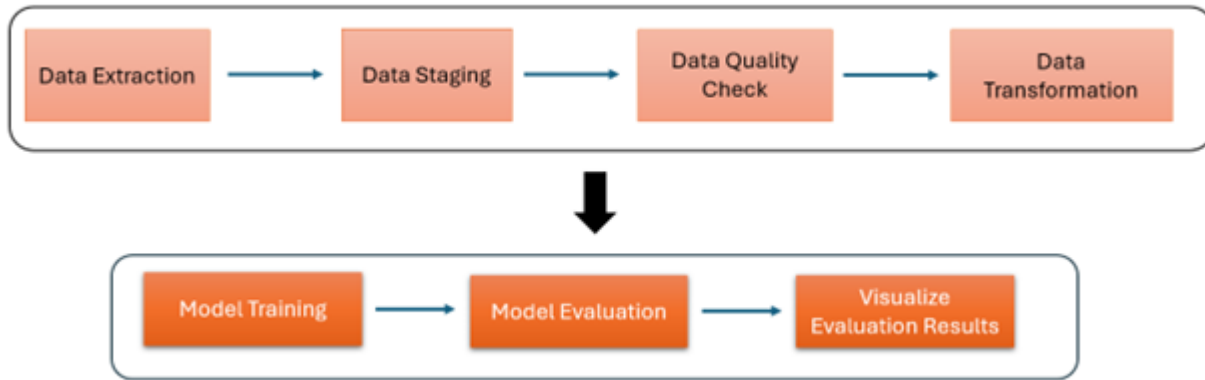 Data Extraction
Data Staging
Data Quality
Check
Data
Transformation
Model Training
Model Evaluation
Visualize
Evaluation Results